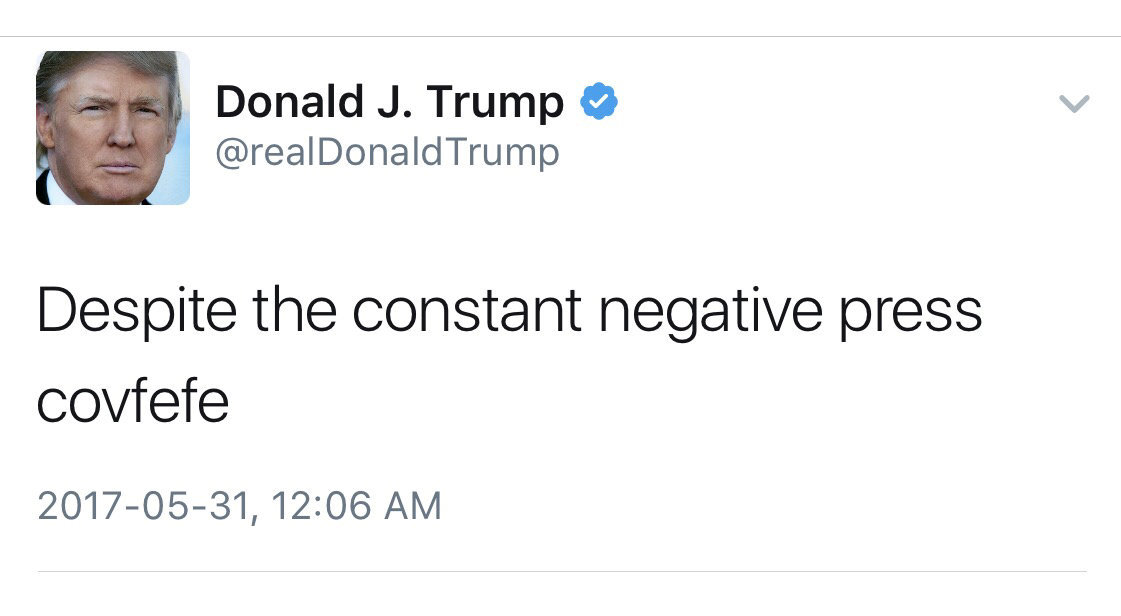 Donald J. Trump
@realDonaldTrump
Despite the constant negative press
covfefe
2017-05-31, 12:06 AM